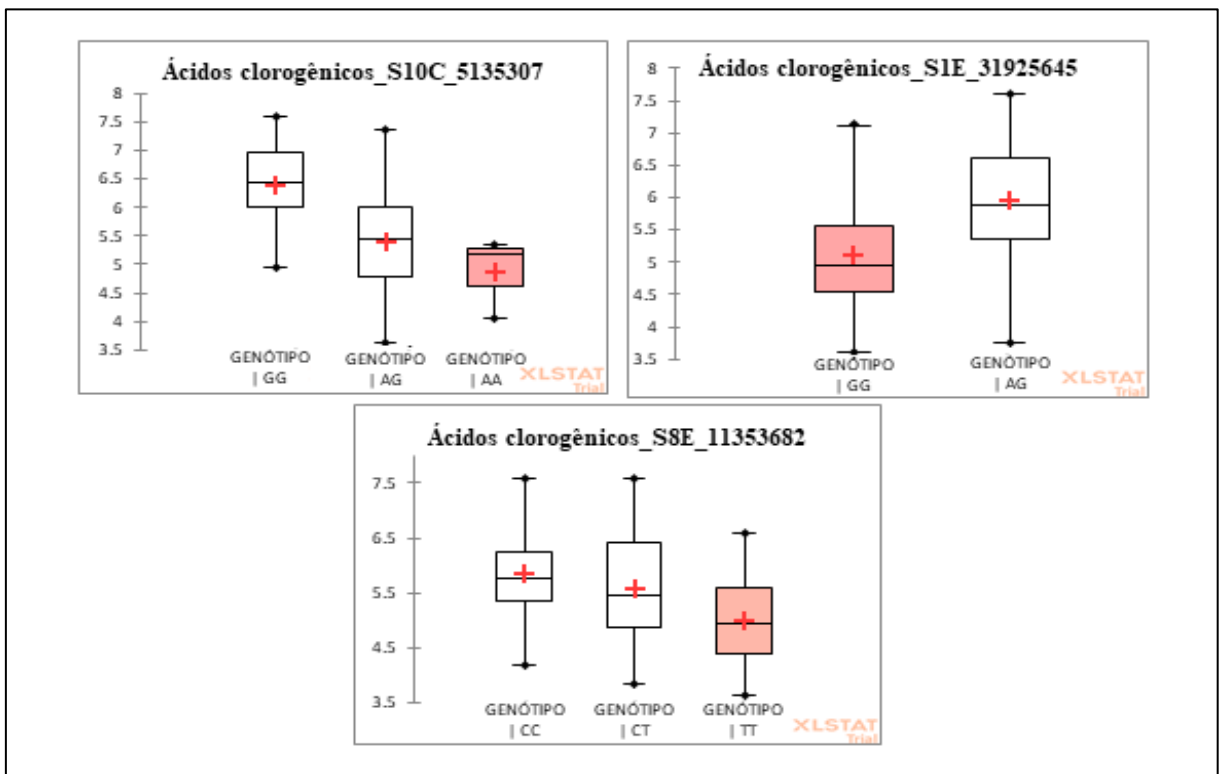 Ácidos clorogênicos_S10C_5135307
8
7.5
7
6.5
6
5.5
5
4.5
4
3.5
GENÓTIPO | GG
GENÓTIPO | AG
GENÓTIPO | AA
XLSTAT
Trial
Ácidos clorogênicos_S1E_31925645
8
7.5
7
6.5
6
5.5
5
4.5
4
3.5
GENÓTIPO | GG
GENÓTIPO | AG
XLSTAT
Trial
Ácidos clorogênicos_S8E_11353682
7.5
6.5
5.5
4.5
3.5
GENÓTIPO | CC
GENÓTIPO | CT
GENÓTIPO | TT
XLSTAT
Trial